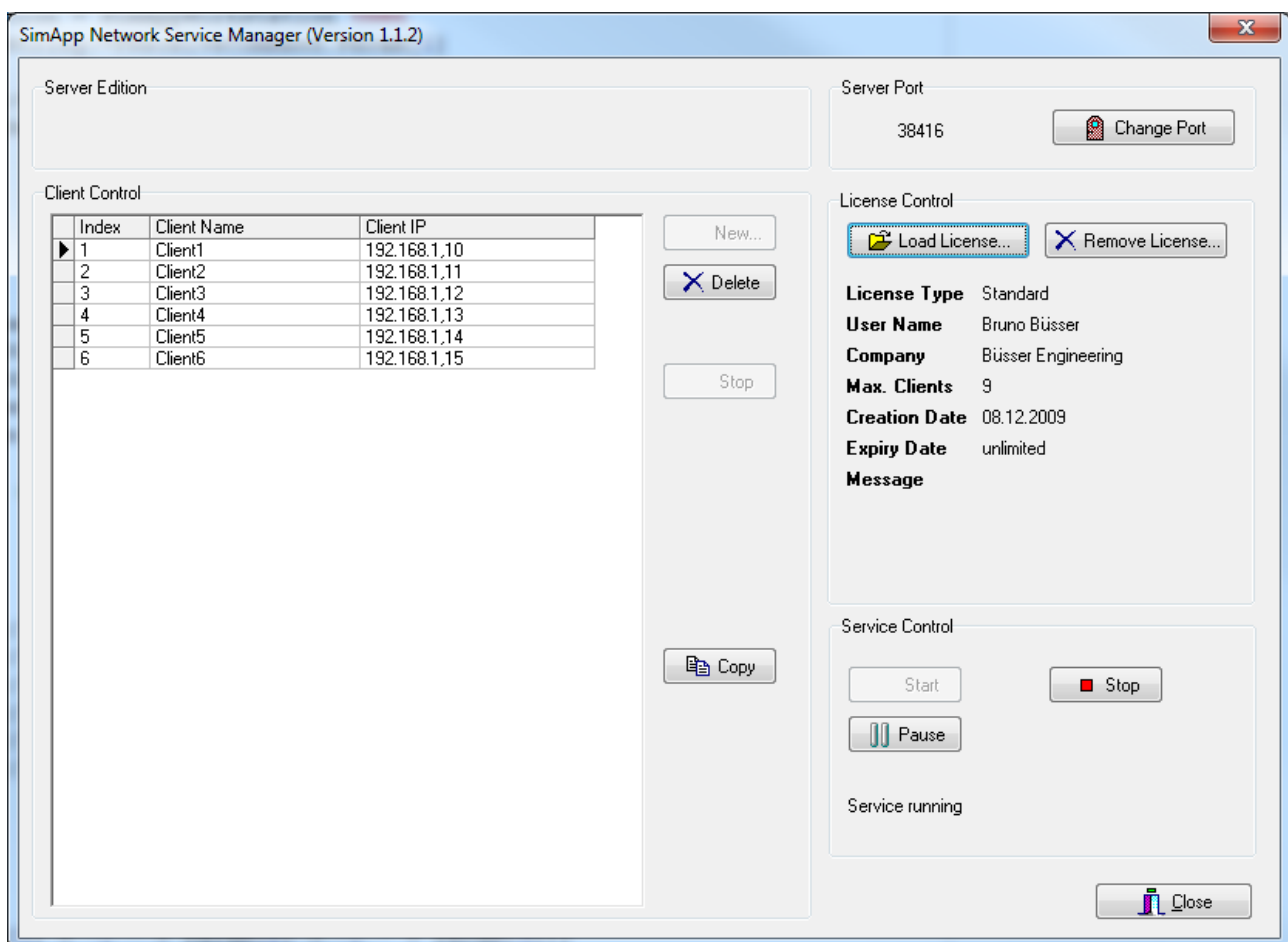 SimApp Network Service Manager (Version 1.1.2)
Server Edition
Server Port
38416
Change Port
Client Control
Index Client Name Client IP
1 Client1 192.168.1,10
2 Client2 192.168.1,11
3 Client3 192.168.1,12
4 Client4 192.168.1,13
5 Client5 192.168.1,14
6 Client6 192.168.1,15
New...
Delete
Stop
Copy
License Control
Load License...
Remove License...
License Type Standard
User Name Bruno Büsser
Company Büsser Engineering
Max. Clients 9
Creation Date 08.12.2009
Expiry Date unlimited
Message
Service Control
Start
Stop
Pause
Service running
Close